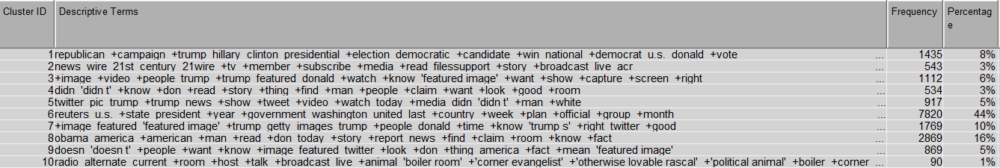 Cluster ID Descriptive Terms Frequency Percentag
e
1 republican +campaign +trump hillary clinton presidential +election democratic +candidate +win national +democrat u.s. donald +vote ... 1435 8%
2 news wire 21st century 21wire +tv +member +subscribe +media +read filessupport +story +broadcast live acr ... 543 3%
3 +image +video +people trump +trump featured donald +watch +know 'featured image' +want +show +capture +screen +right ... 1112 6%
4 didn 'didn t' +know +don +read +story +thing +find +man +people +claim +want +look +good +room ... 534 3%
5 twitter pic trump +trump news +show +tweet +video +watch today +media didn 'didn t' +man +white ... 917 5%
6 reuters u.s. +state president +year +government washington united last +country +week +plan +official +group +month ... 7820 44%
7 +image featured 'featured image' +trump getty images trump +people donald +time +know 'trump s' +right twitter +good ... 1769 10%
8 obama america +american +man +read +don today +story +report news +find +claim +room +know +fact ... 2869 16%
9 doesn 'doesn t' +people +want +know +image featured twitter +look +don +thing america +fact +mean 'featured image' ... 869 5%
10 radio alternate current +room +host +talk +broadcast live +animal 'boiler room' +'corner evangelist' +'otherwise lovable rascal' +'political animal' +boiler +corner ... 90 1%